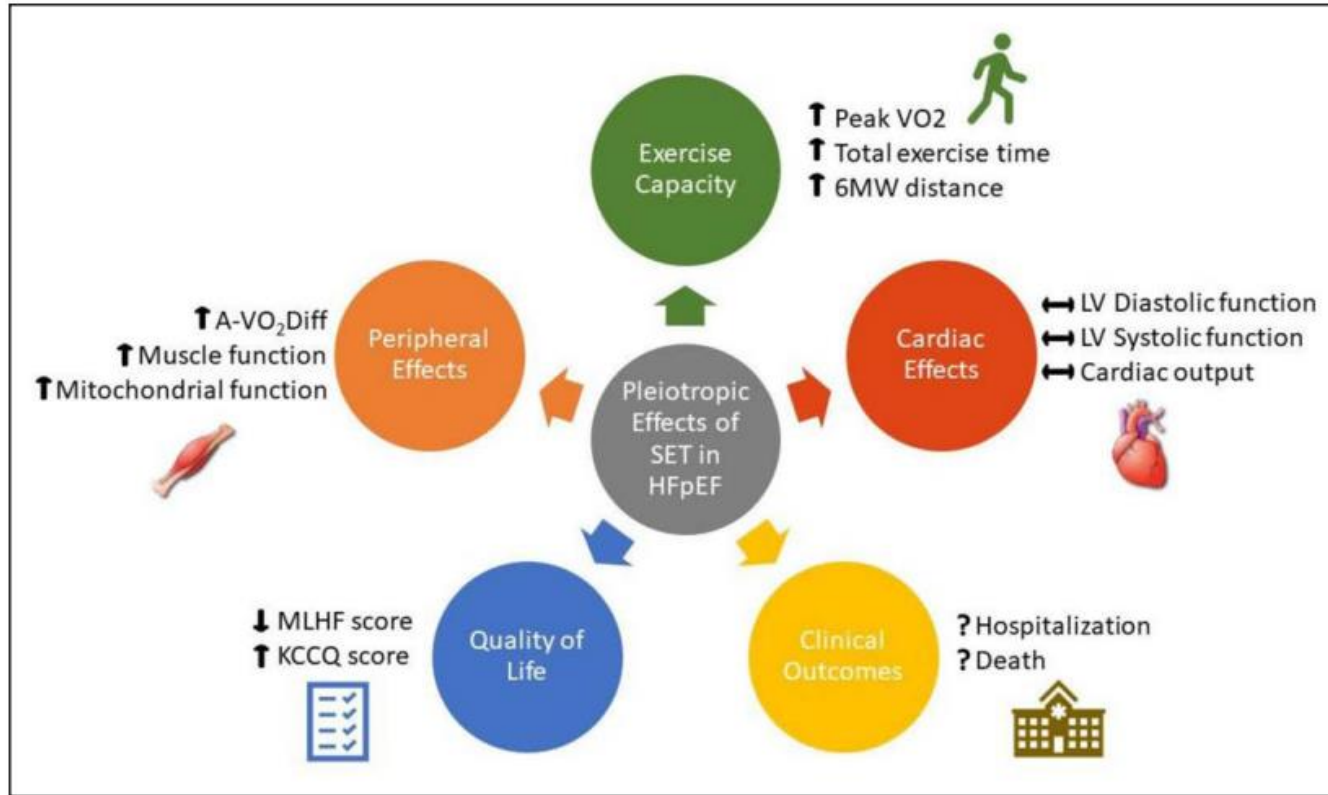 Exercise
Capacity
↑ Peak VO2
↑ Total exercise time
↑ 6MW distance
↑ A-VO₂Diff
↑ Muscle function
↑ Mitochondrial function
Peripheral
Effects
Cardiac
Effects
↔ LV Diastolic function
↔ LV Systolic function
↔ Cardiac output
Pleiotropic
Effects of
SET in
HFpEF
↓ MLHF score
↑ KCCQ score
Quality of
Life
Clinical
Outcomes
? Hospitalization
? Death